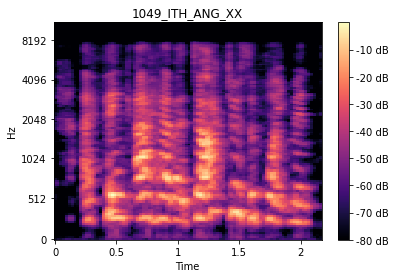 1049_ITH_ANG_XX
8192
4096
2048
1024
512
0
Hz
0
0.5
1
1.5
2
Time
-10 dB
-20 dB
-30 dB
-40 dB
-50 dB
-60 dB
-70 dB
-80 dB